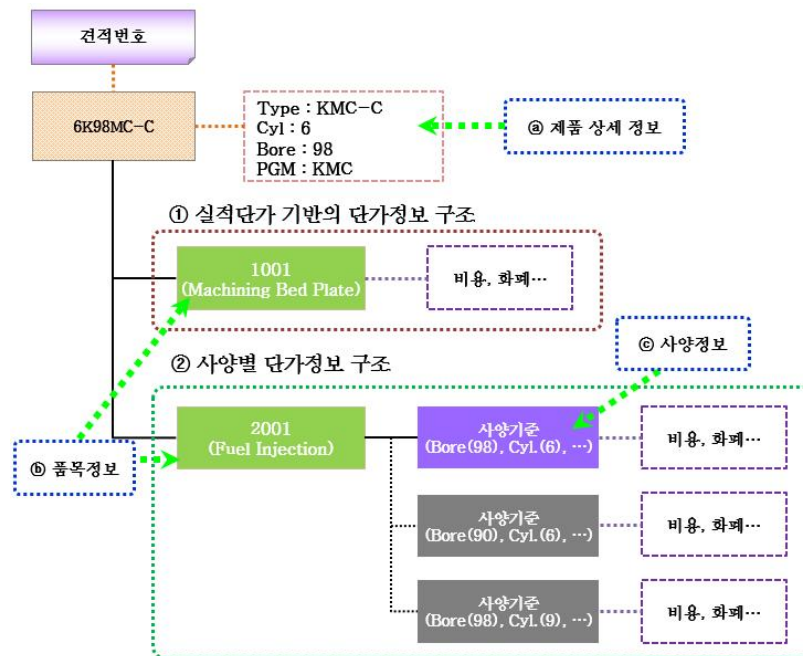 견적번호
6K98MC-C
Type : KMC-C
Cyl : 6
Bore : 98
PGM : KMC
ⓐ 제품 상세 정보
① 실적단가 기반의 단가정보 구조
1001
(Machining Bed Plate)
비용, 화폐…
ⓒ 사양정보
② 사양별 단가정보 구조
2001
(Fuel Injection)
사양기준
(Bore(98), Cyl.(6), …)
비용, 화폐…
ⓑ 품목정보
사양기준
(Bore(90), Cyl.(6), …)
비용, 화폐…
사양기준
(Bore(98), Cyl.(9), …)
비용, 화폐…